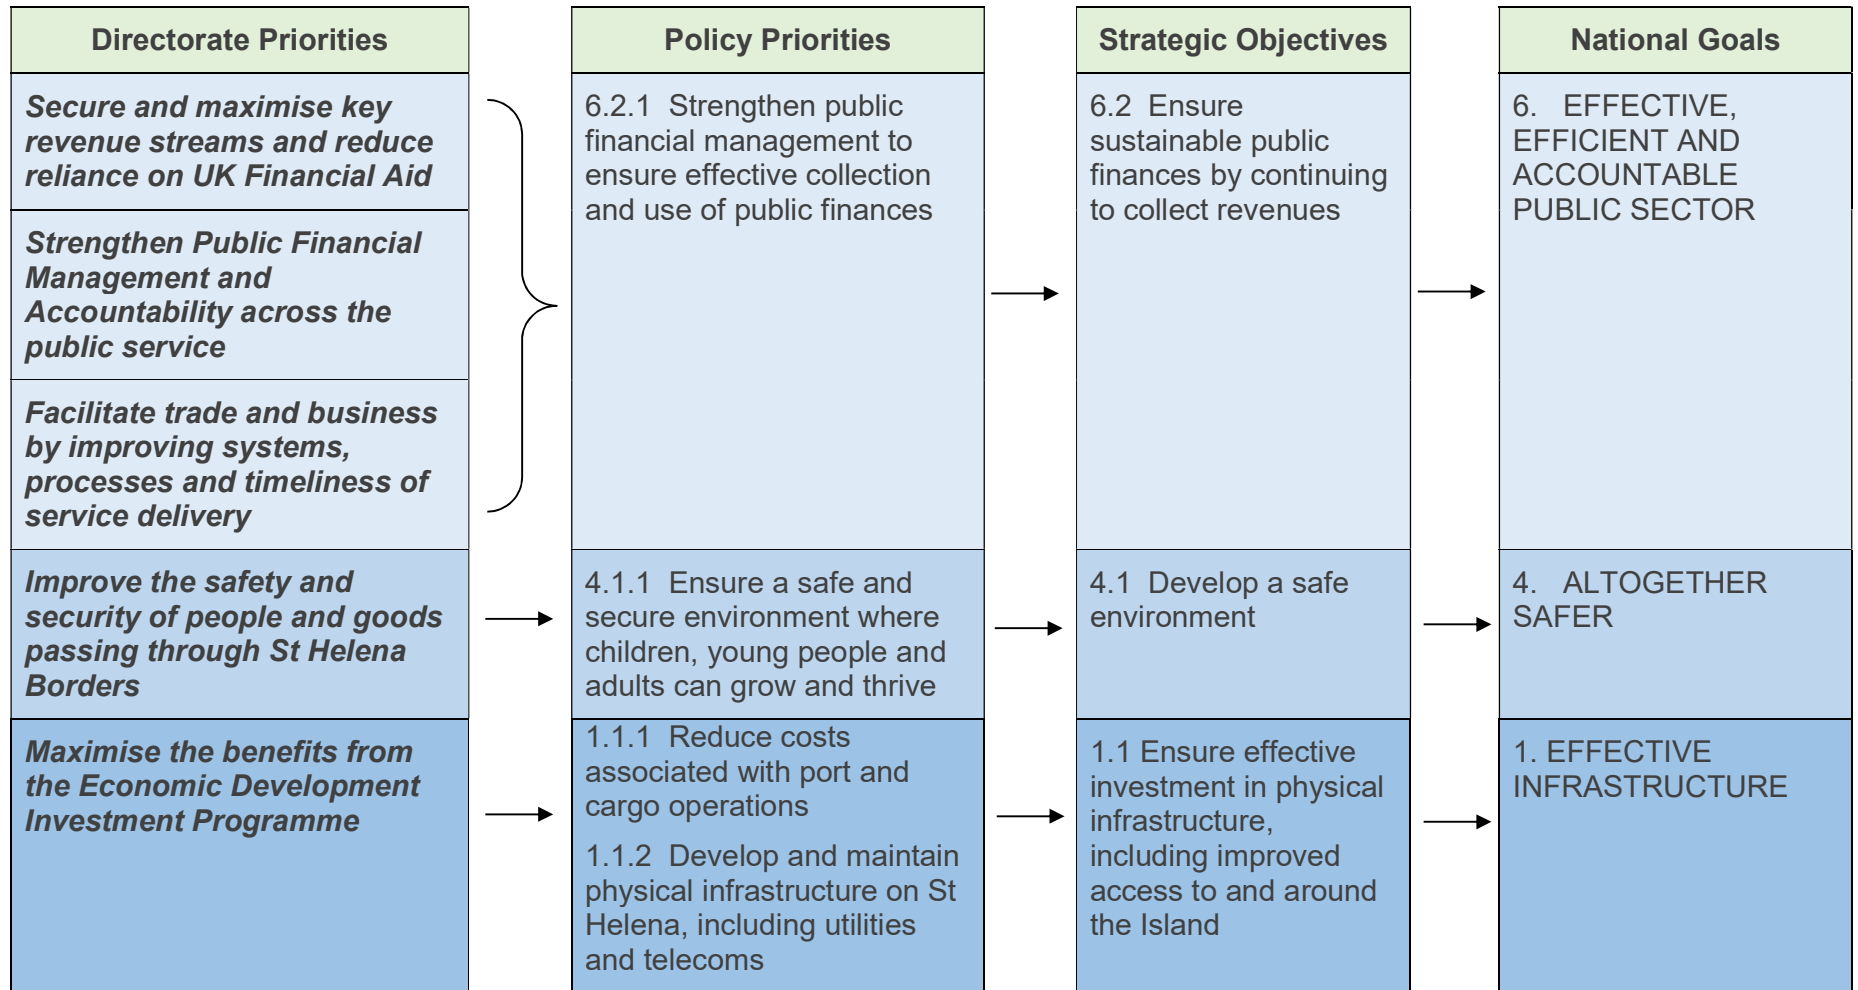 Directorate Priorities
Policy Priorities
Strategic Objectives
National Goals
Secure and maximise key
revenue streams and reduce
reliance on UK Financial Aid
Strengthen Public Financial
Management and
Accountability across the
public service
Facilitate trade and business
by improving systems,
processes and timeliness of
service delivery
6.2.1 Strengthen public
financial management to
ensure effective collection
and use of public finances
6.2 Ensure
sustainable public
finances by continuing
to collect revenues
6. EFFECTIVE,
EFFICIENT AND
ACCOUNTABLE
PUBLIC SECTOR
Improve the safety and
security of people and goods
passing through St Helena
Borders
4.1.1 Ensure a safe and
secure environment where
children, young people and
adults can grow and thrive
4.1 Develop a safe
environment
4. ALTOGETHER
SAFER
Maximise the benefits from
the Economic Development
Investment Programme
1.1.1 Reduce costs
associated with port and
cargo operations
1.1.2 Develop and maintain
physical infrastructure on St
Helena, including utilities
and telecoms
1.1 Ensure effective
investment in physical
infrastructure,
including improved
access to and around
the Island
1. EFFECTIVE
INFRASTRUCTURE